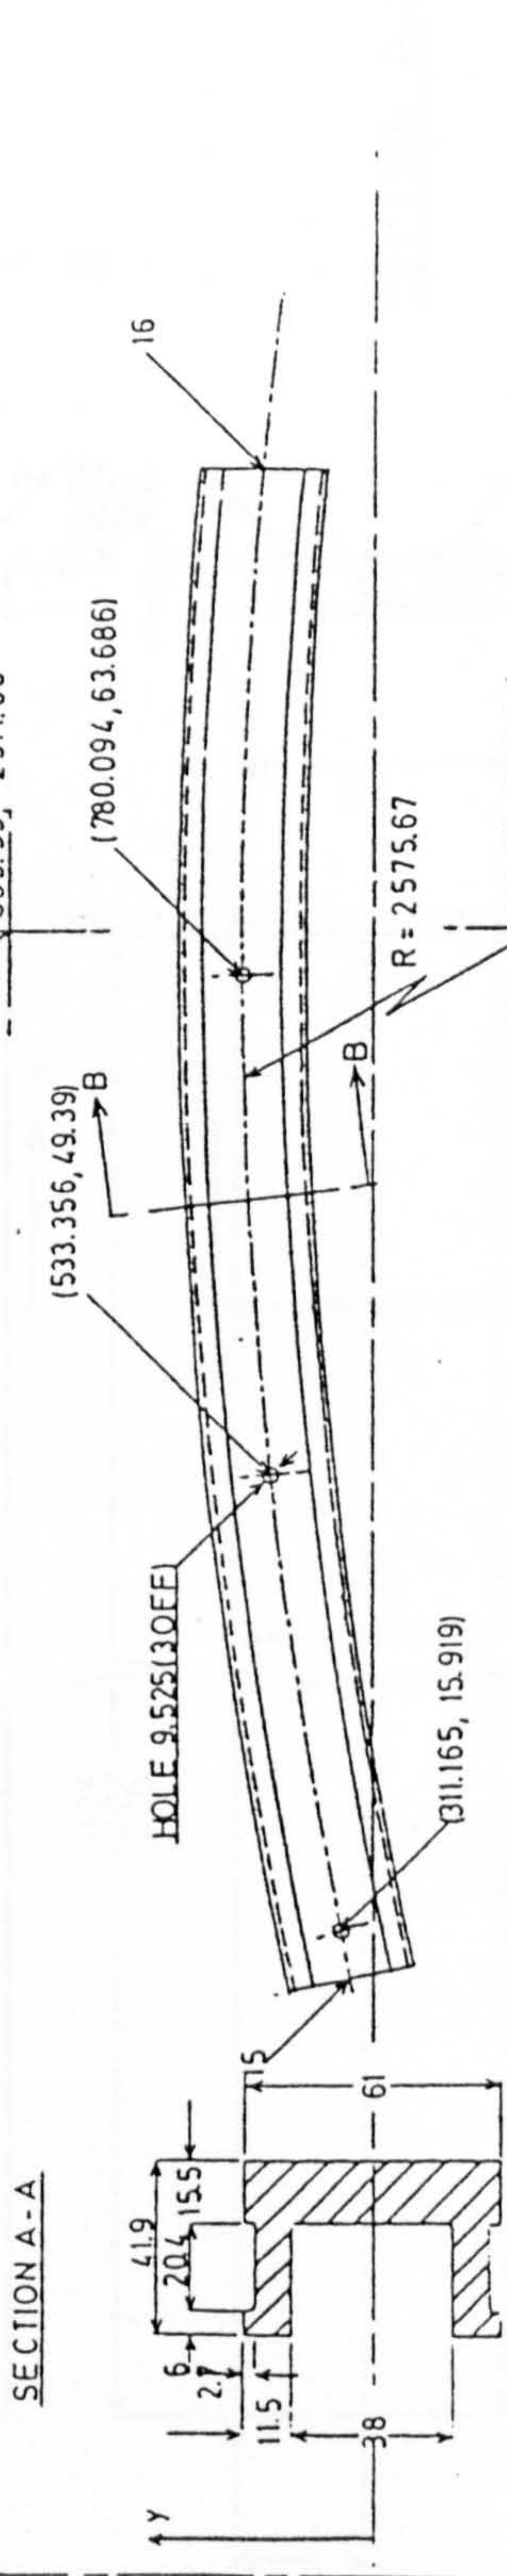 SECTION A-A
41.9
20.4
15.5
6
2.7
11.5
38
61
Y
15
(311.165, 15.919)
HOLE 9.525 (3OFF)
(533.356, 49.39)
B
B
R = 2575.67
(780.094, 63.686)
16